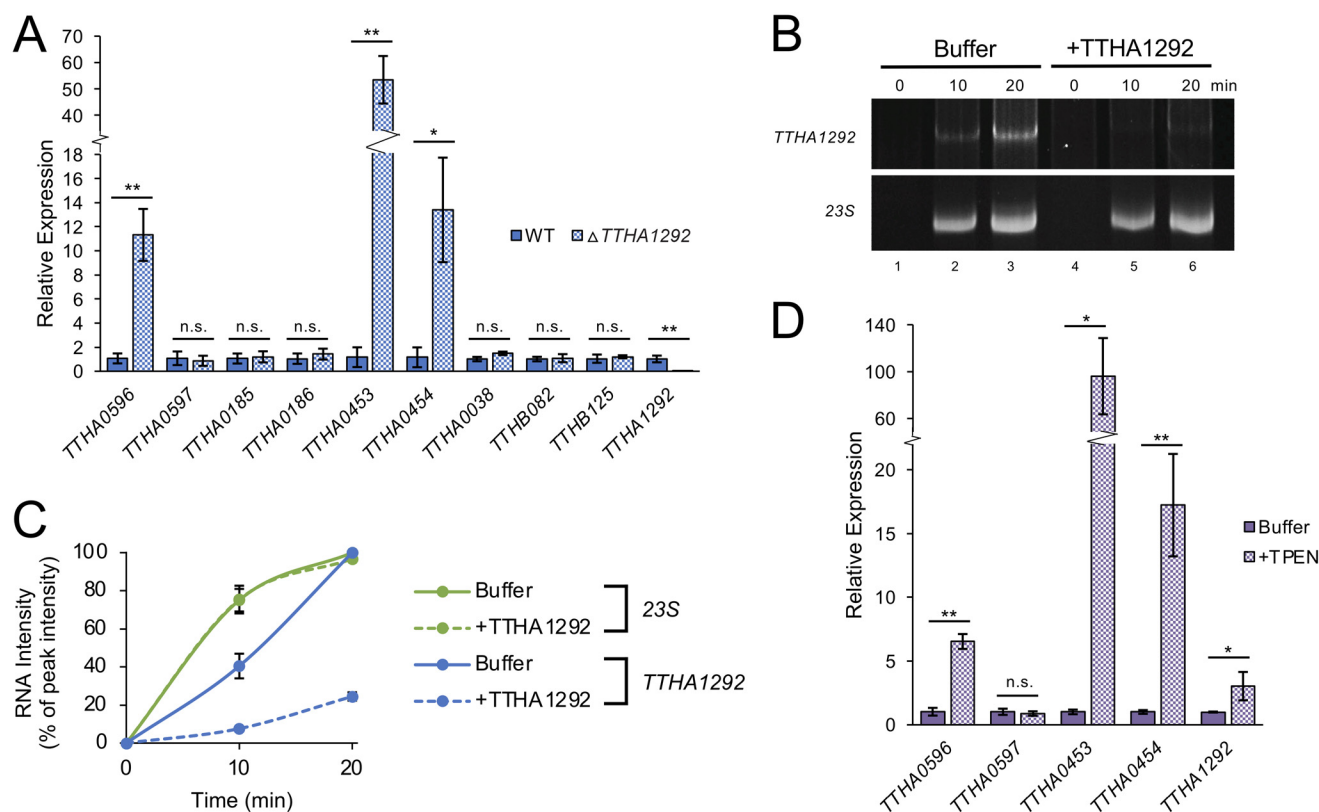 A
70
60
50
40
18
16
14
12
10
8
6
4
2
0
Relative Expression
**
n.s.
n.s.
n.s.
**
*
n.s.
n.s.
n.s.
**
WT
△TTHA1292
TTHA0596
TTHA0597
TTHA0185
TTHA0186
TTHA0453
TTHA0454
TTHA0038
TTHB082
TTHB125
TTHA1292
B
Buffer +TTHA1292
0 10 20 0 10 20 min
TTHA1292
23S
1 2 3 4 5 6
C
100
80
60
40
20
0
RNA Intensity
(% of peak intensity)
0 10 20
Time (min)
Buffer
+TTHA1292
23S
Buffer
+TTHA1292
TTHA1292
D
140
100
60
20
15
10
5
0
Relative Expression
**
n.s.
*
**
*
Buffer
+TPEN
TTHA0596
TTHA0597
TTHA0453
TTHA0454
TTHA1292